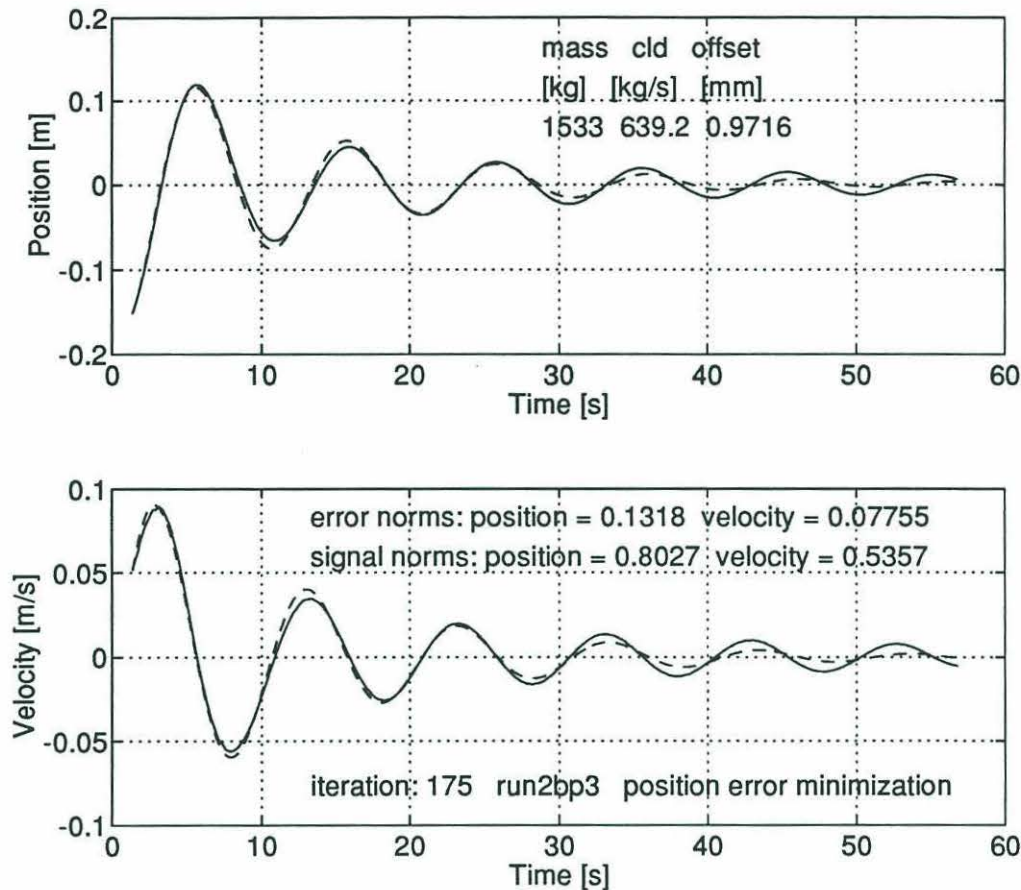 0.2
0.1
0
-0.1
-0.2
Position [m]
mass cld offset
[kg] [kg/s] [mm]
1533 639.2 0.9716
0 10 20 30 40 50 60
Time [s]
0.1
0.05
0
-0.05
-0.1
Velocity [m/s]
error norms: position = 0.1318 velocity = 0.07755
signal norms: position = 0.8027 velocity = 0.5357
iteration: 175 run2bp3 position error minimization
0 10 20 30 40 50 60
Time [s]